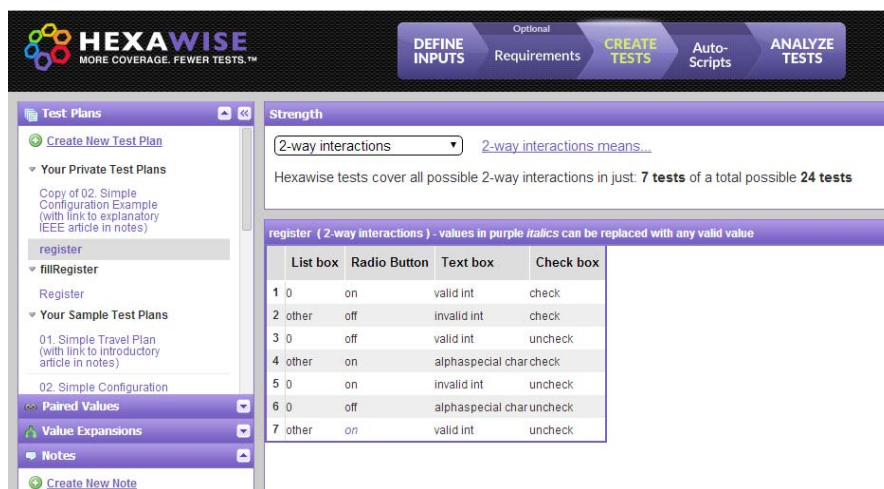 HEXAWISE
MORE COVERAGE. FEWER TESTS.™
DEFINE INPUTS
Optional
Requirements
CREATE TESTS
Auto-Scripts
ANALYZE TESTS
Test Plans
Create New Test Plan
Your Private Test Plans
Copy of 02. Simple
Configuration Example
(with link to explanatory
IEEE article in notes)
register
fillRegister
Register
Your Sample Test Plans
01. Simple Travel Plan
(with link to introductory
article in notes)
02. Simple Configuration
Paired Values
Value Expansions
Notes
Create New Note
Strength
2-way interactions 2-way interactions means...
Hexawise tests cover all possible 2-way interactions in just: 7 tests of a total possible 24 tests
register ( 2-way interactions ) - values in purple italics can be replaced with any valid value
List box Radio Button Text box Check box
1 0 on valid int check
2 other off invalid int check
3 0 off valid int uncheck
4 other on alphaspecial char check
5 0 on invalid int uncheck
6 0 off alphaspecial char uncheck
7 other on valid int uncheck